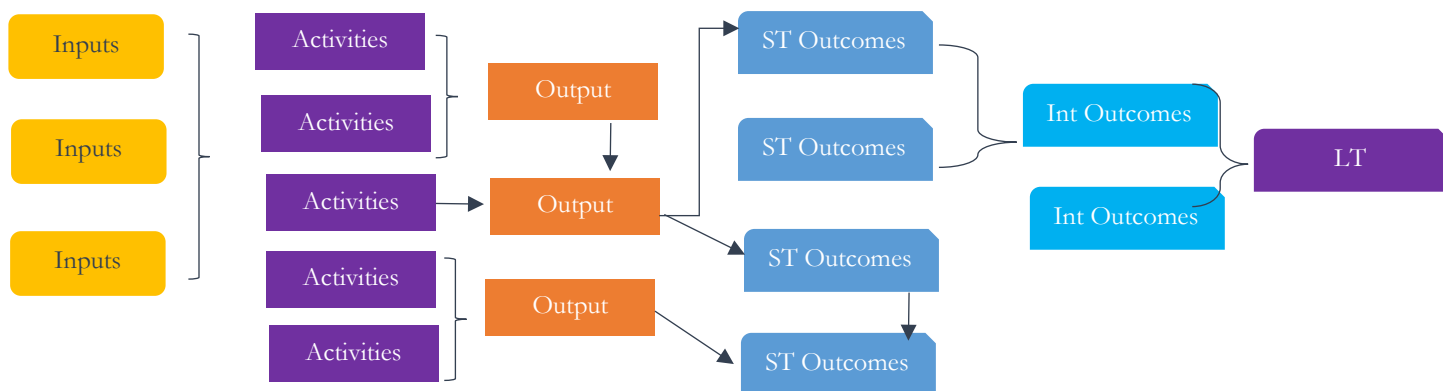 Inputs
Inputs
Inputs
Activities
Activities
Activities
Activities
Activities
Output
Output
Output
ST Outcomes
ST Outcomes
ST Outcomes
ST Outcomes
Int Outcomes
Int Outcomes
LT